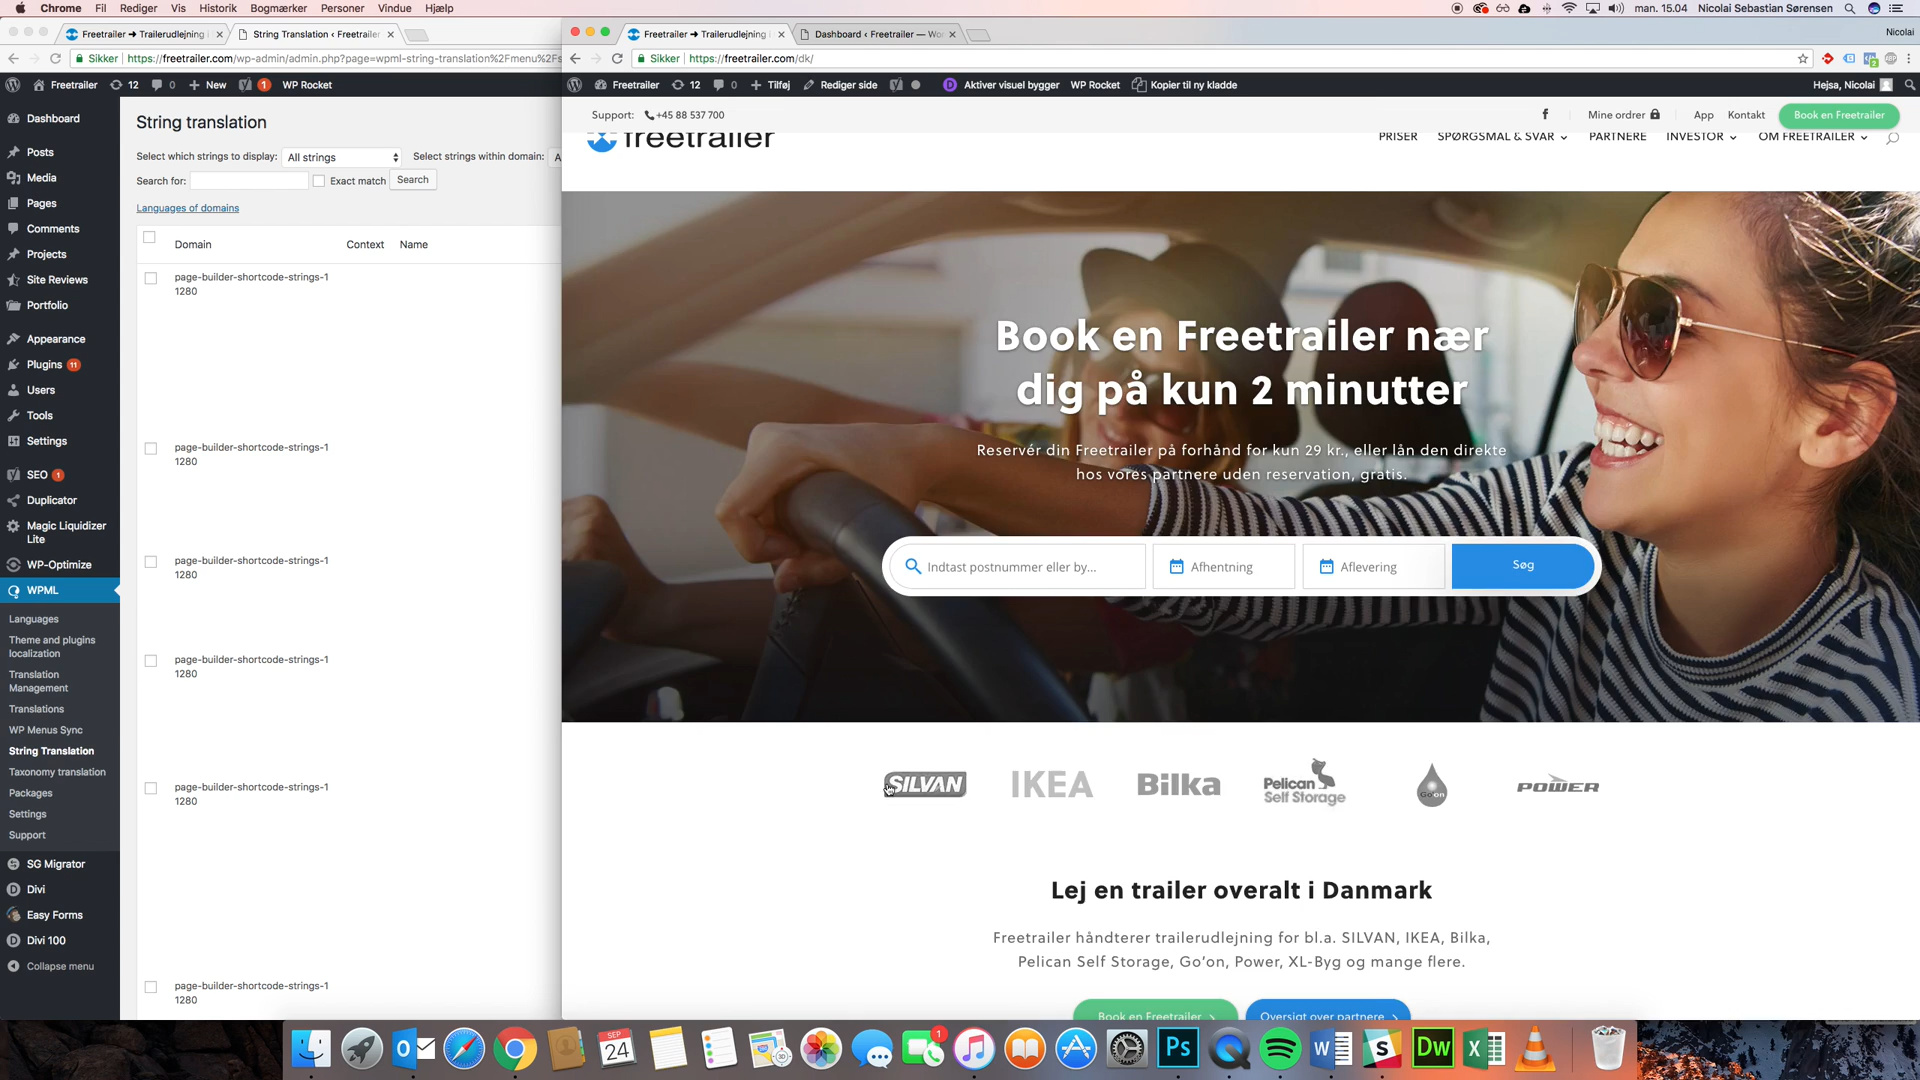 Chrome Fil Rediger Vis Historik Bogmærker Personer Vindue Hjælp man. 15.04 Nicolai Sebastian Sørensen
Freetrailer ➜ Trailerudlejning i
String Translation ‹ Freetrailer
Sikker https://freetrailer.com/wp-admin/admin.php?page=wpml-string-translation%2Fmenu%2Fs
Freetrailer 12 0 New 1 WP Rocket
Dashboard
Posts
Media
Pages
Comments
Projects
Site Reviews
Portfolio
Appearance
Plugins 11
Users
Tools
Settings
SEO 1
Duplicator
Magic Liquidizer
Lite
WP-Optimize
WPML
Languages
Theme and plugins
localization
Translation
Management
Translations
WP Menus Sync
String Translation
Taxonomy translation
Packages
Settings
Support
SG Migrator
Divi
Easy Forms
Divi 100
Collapse menu
String translation
Select which strings to display: All strings Select strings within domain: A
Search for: Exact match Search
Languages of domains
Domain Context Name
page-builder-shortcode-strings-1
1280
page-builder-shortcode-strings-1
1280
page-builder-shortcode-strings-1
1280
page-builder-shortcode-strings-1
1280
page-builder-shortcode-strings-1
1280
page-builder-shortcode-strings-1
1280
Freetrailer ➜ Trailerudlejning i
Dashboard ‹ Freetrailer — Wor
Nicolai
Sikker https://freetrailer.com/dk/
Freetrailer 12 0 Tilføj Rediger side Aktiver visuel bygger WP Rocket Kopier til ny kladde Hejsa, Nicolai
Support: +45 88 537 700 Mine ordrer App Kontakt Book en Freetrailer
freetrailer PRISER SPØRGSMÅL & SVAR PARTNERE INVESTOR OM FREETRAILER
Book en Freetrailer nær
dig på kun 2 minutter
Reservér din Freetrailer på forhånd for kun 29 kr., eller lån den direkte
hos vores partnere uden reservation, gratis.
Indtast postnummer eller by... Afhentning Aflevering Søg
SILVAN IKEA Bilka Pelican Self Storage Go'on POWER
Lej en trailer overalt i Danmark
Freetrailer håndterer trailerudlejning for bl.a. SILVAN, IKEA, Bilka,
Pelican Self Storage, Go'on, Power, XL-Byg og mange flere.
Book en Freetrailer Oversigt over partnere
SEP
24
1
Ps
Dw